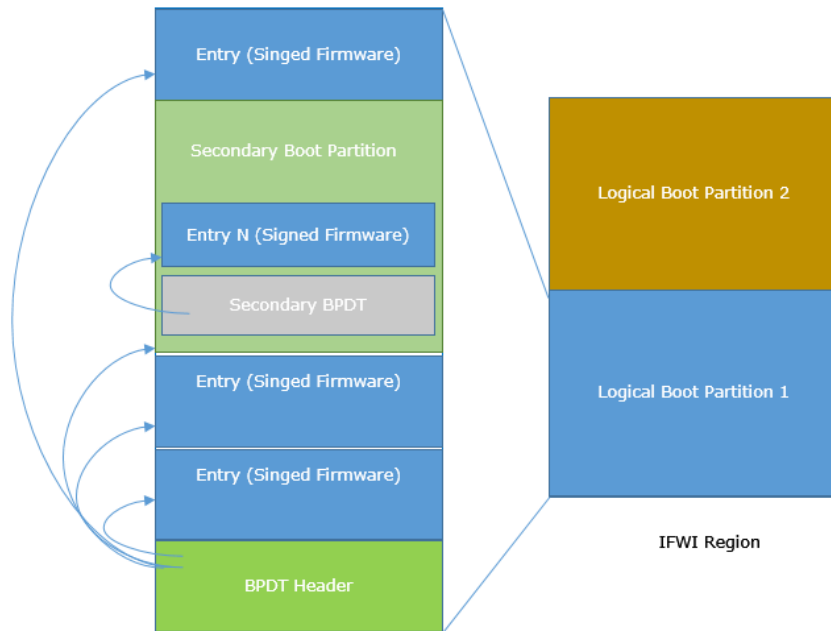 Entry (Singed Firmware)
Secondary Boot Partition
Entry N (Signed Firmware)
Secondary BPDT
Entry (Singed Firmware)
Entry (Singed Firmware)
BPDT Header
Logical Boot Partition 2
Logical Boot Partition 1
IFWI Region